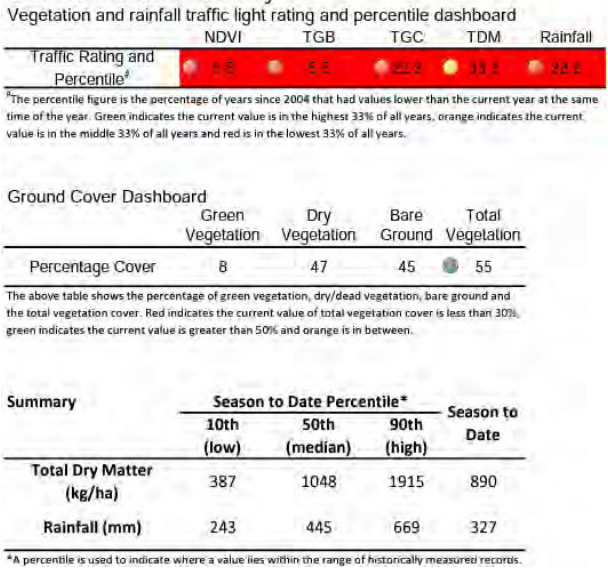 Vegetation and rainfall traffic light rating and percentile dashboard
NDVI TGB TGC TDM Rainfall
Traffic Rating and
Percentile#
#The percentile figure is the percentage of years since 2004 that had values lower than the current year at the same
time of the year. Green indicates the current value is in the highest 33% of all years, orange indicates the current
value is in the middle 33% of all years and red is in the lowest 33% of all years.
Ground Cover Dashboard
Green Dry Bare Total
Vegetation Vegetation Ground Vegetation
Percentage Cover 8 47 45 55
The above table shows the percentage of green vegetation, dry/dead vegetation, bare ground and
the total vegetation cover. Red indicates the current value of total vegetation cover is less than 30%,
green indicates the current value is greater than 50% and orange is in between.
Summary Season to Date Percentile* Season to
10th 50th 90th Date
(low) (median) (high)
Total Dry Matter
(kg/ha) 387 1048 1915 890
Rainfall (mm) 243 445 669 327
*A percentile is used to indicate where a value lies within the range of historically measured records.